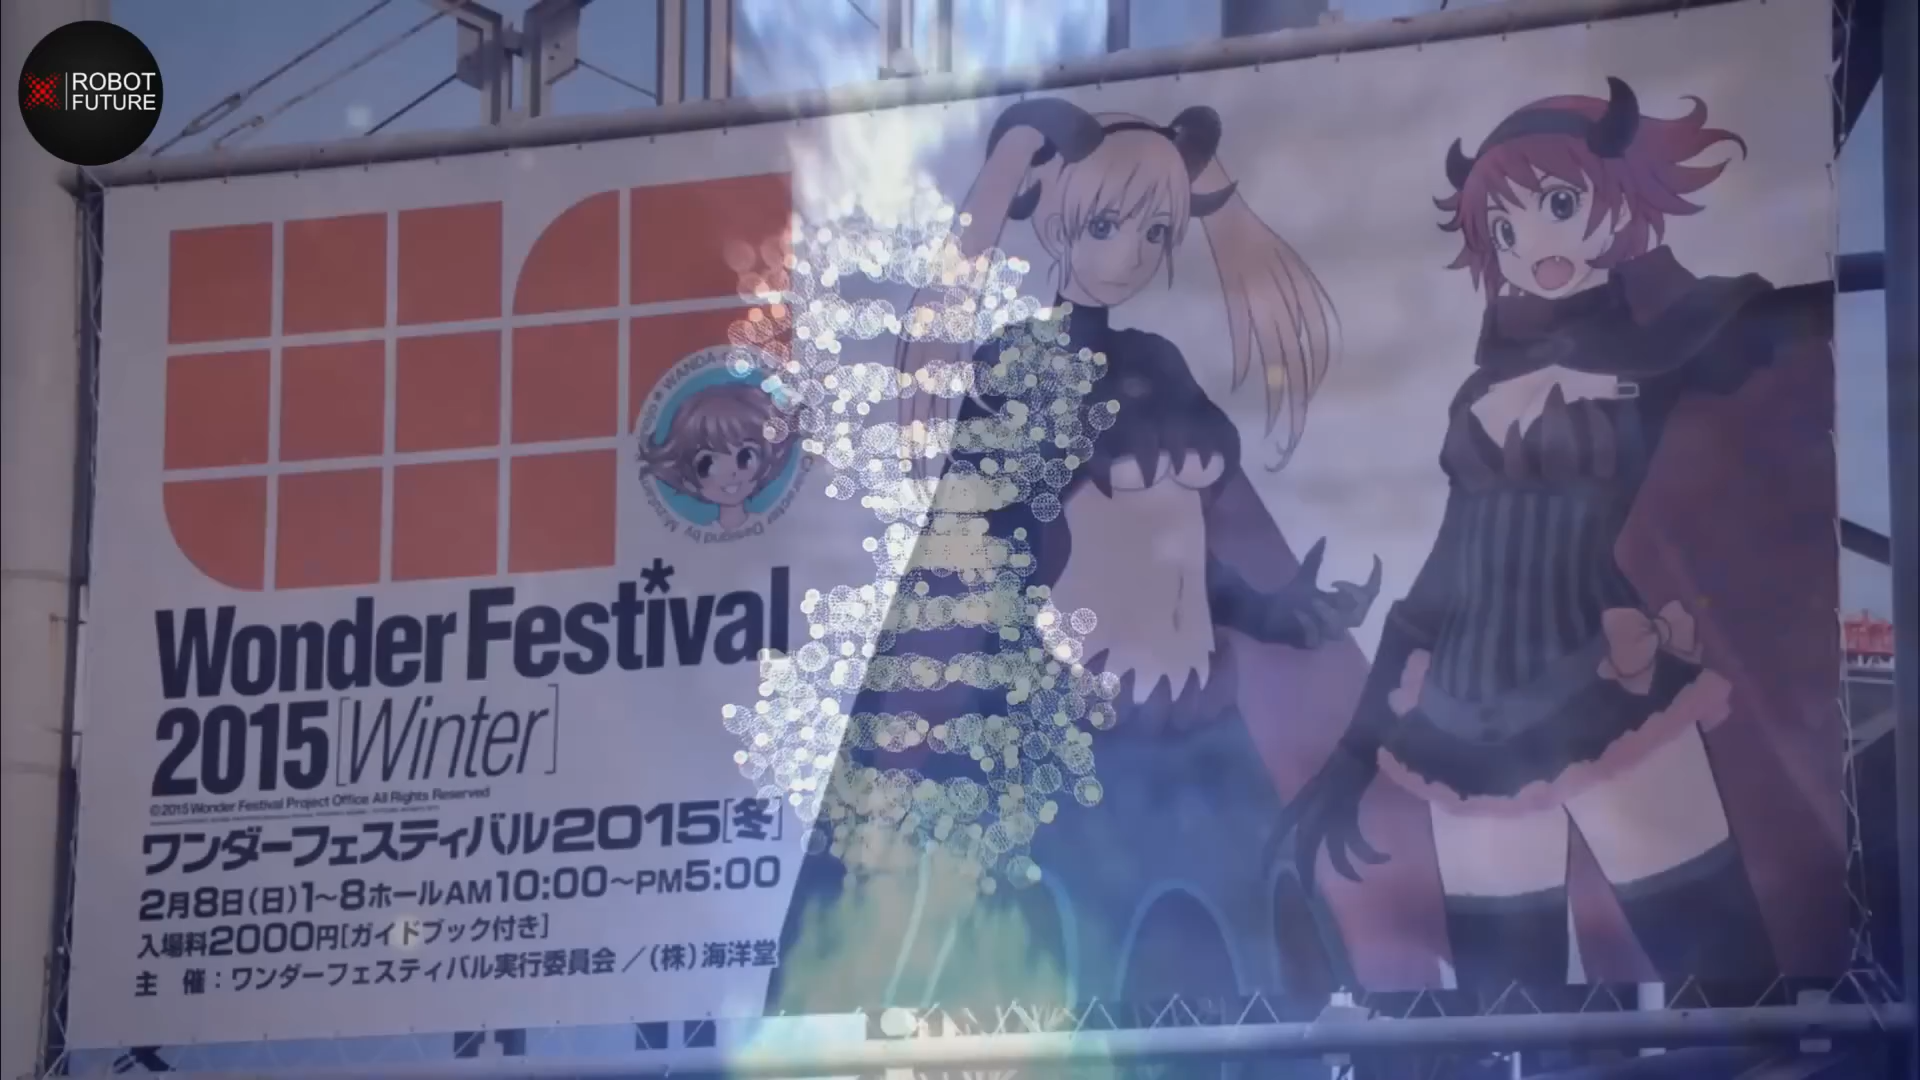 ROBOT
FUTURE
Wonder Festival
2015[Winter]
©2015 Wonder Festival Project Office All Rights Reserved
ワンダーフェスティバル2015[冬]
2月8日(日)1~8ホールAM10:00~PM5:00
入場料2000円[ガイドブック付き]
主 催:ワンダーフェスティバル実行委員会/(株)海洋堂
Character Designd by